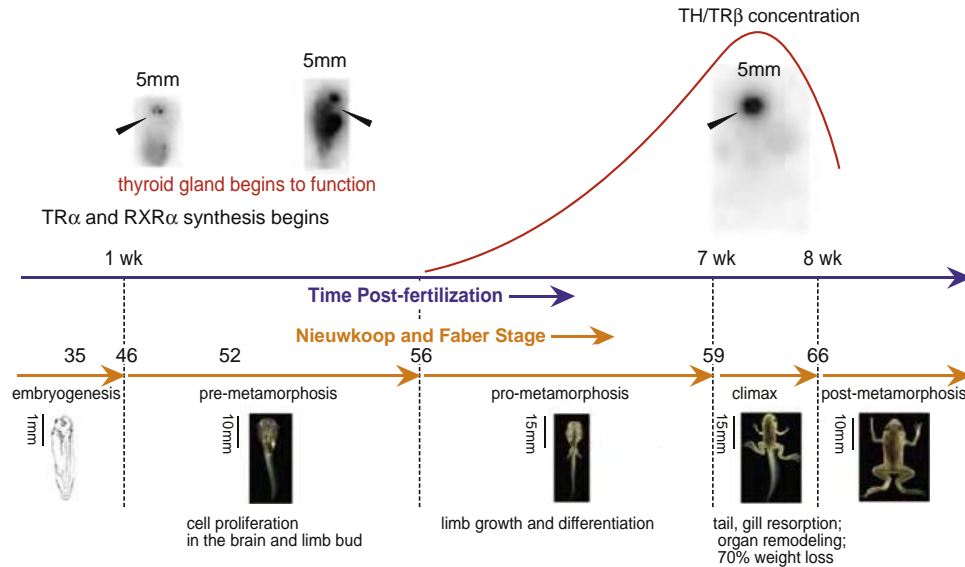 TH/TRβ concentration
5mm
5mm
5mm
thyroid gland begins to function
TRα and RXRα synthesis begins
1 wk
7 wk
8 wk
Time Post-fertilization
Nieuwkoop and Faber Stage
35
46
52
56
59
66
embryogenesis
pre-metamorphosis
pro-metamorphosis
climax
post-metamorphosis
1mm
10mm
15mm
15mm
10mm
cell proliferation
in the brain and limb bud
limb growth and differentiation
tail, gill resorption;
organ remodeling;
70% weight loss